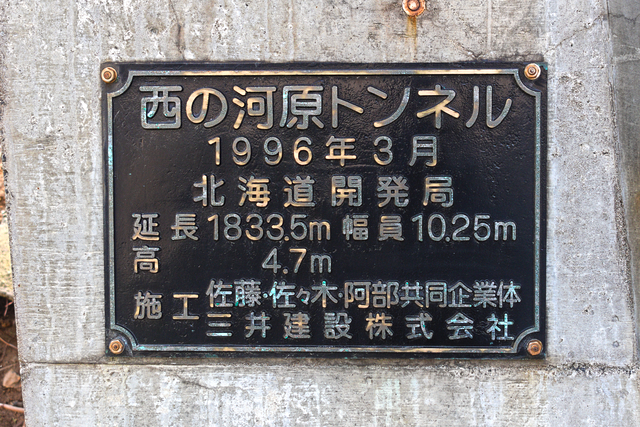 西の河原トンネル
1996年3月
北海道開発局
延長1833.5m 幅員10.25m
高 4.7m
施工 佐藤・佐々木・阿部共同企業体
三井建設株式会社